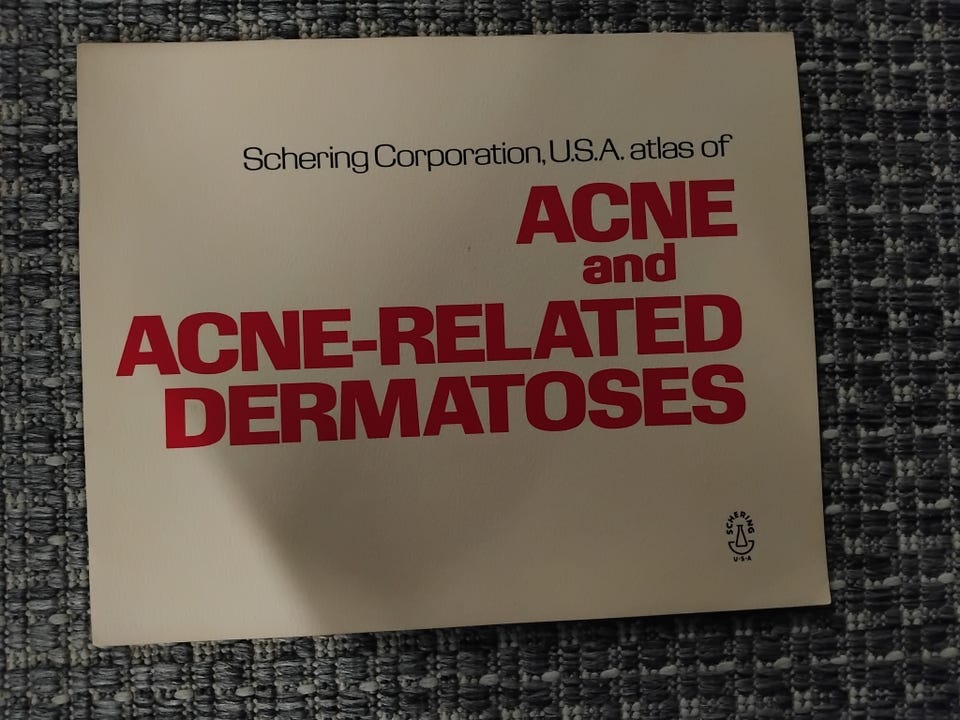 Schering Corporation, U.S.A. atlas of
ACNE
and
ACNE-RELATED
DERMATOSES
SCHERING
U·S·A